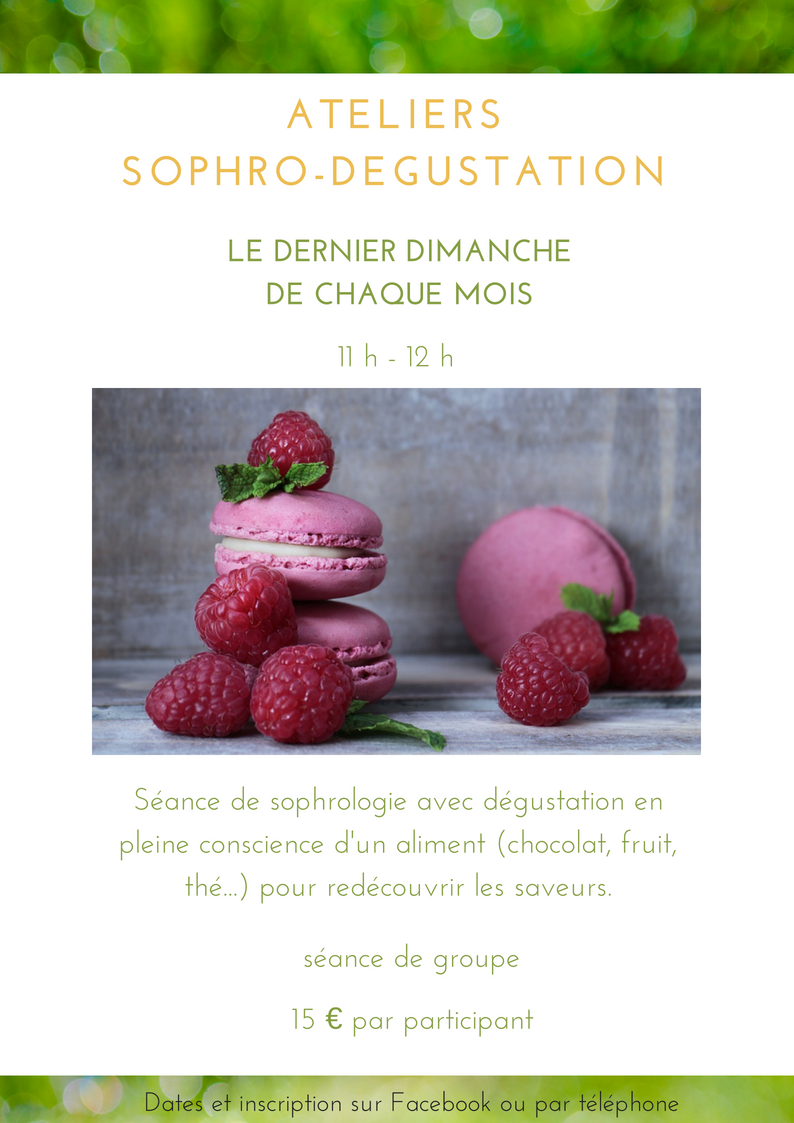 ATELIERS
SOPHRO-DEGUSTATION
LE DERNIER DIMANCHE
DE CHAQUE MOIS
11 h - 12 h
Séance de sophrologie avec dégustation en
pleine conscience d'un aliment (chocolat, fruit,
thé...) pour redécouvrir les saveurs.
séance de groupe
15 € par participant
Dates et inscription sur Facebook ou par téléphone